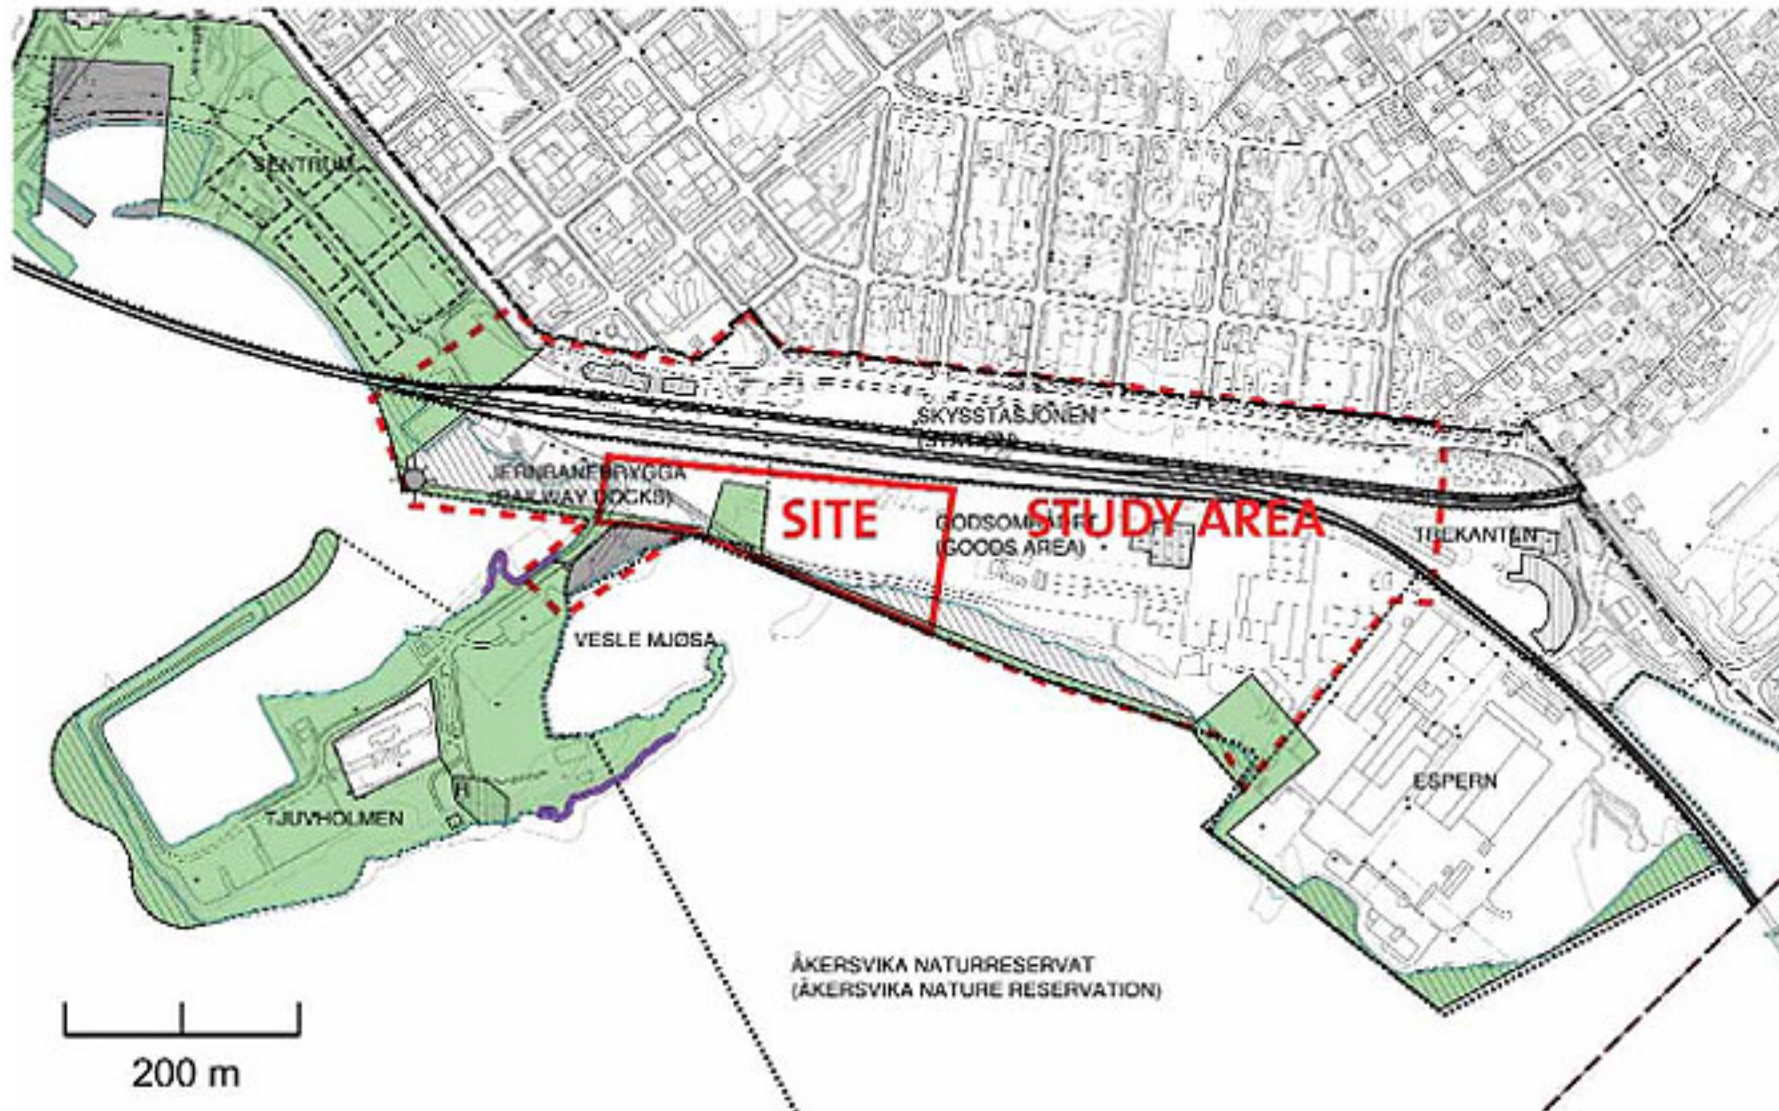 SENTRUM
SKYSSTASJONEN
JERNBANEBRYGGA
(RAILWAY DOCKS)
SITE
STUDY AREA
(GOODS AREA)
VESLE MJØSA
TJUVHOLMEN
ESPERN
ÅKERSVIKA NATURRESERVAT
(ÅKERSVIKA NATURE RESERVATION)
200 m